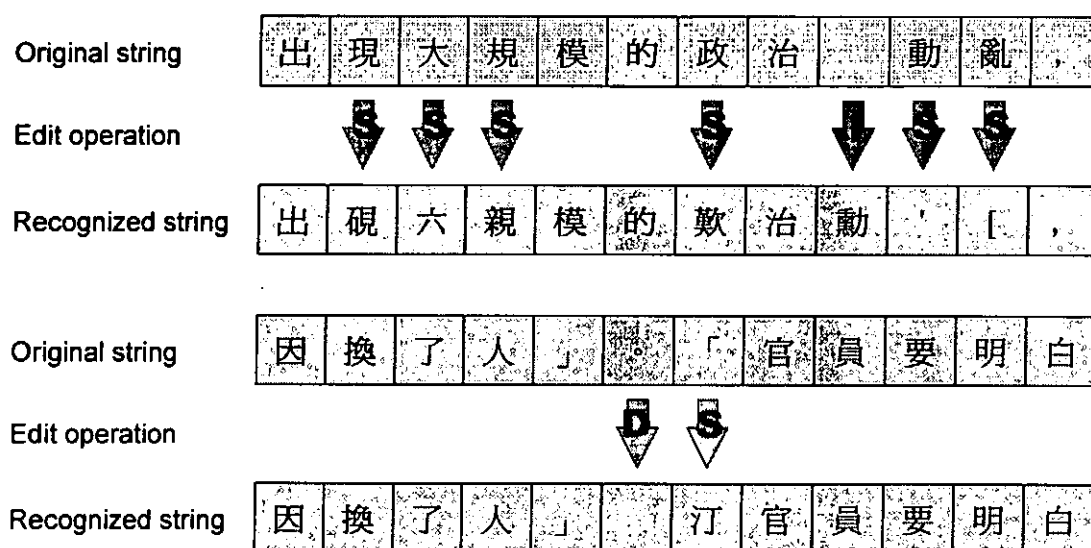 Original string 出 現 大 規 模 的 政 治 動 亂 ，
Edit operation S S S S I S S
Recognized string 出 硯 六 親 模 的 歎 治 勳 ' [ ，
Original string 因 換 了 人 」 「 官 員 要 明 白
Edit operation D S
Recognized string 因 換 了 人 」 汀 官 員 要 明 白